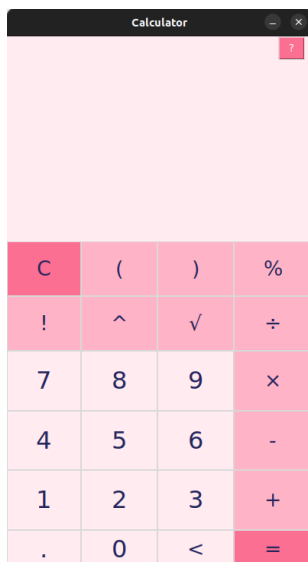 Calculator
?
C ( ) %
! ^ √ ÷
7 8 9 ×
4 5 6 -
1 2 3 +
. 0 < =